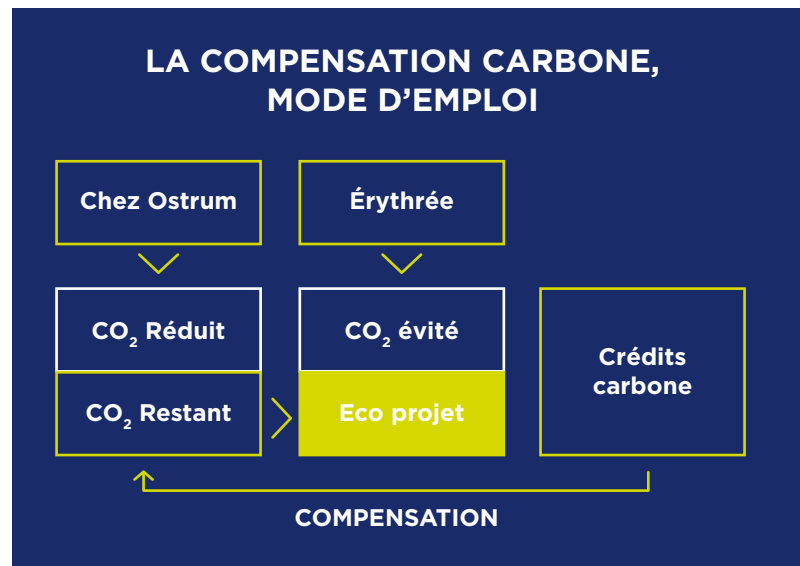 LA COMPENSATION CARBONE,
MODE D’EMPLOI
Chez Ostrum
Érythrée
CO₂ Réduit
CO₂ évité
Crédits
carbone
CO₂ Restant
Eco projet
COMPENSATION